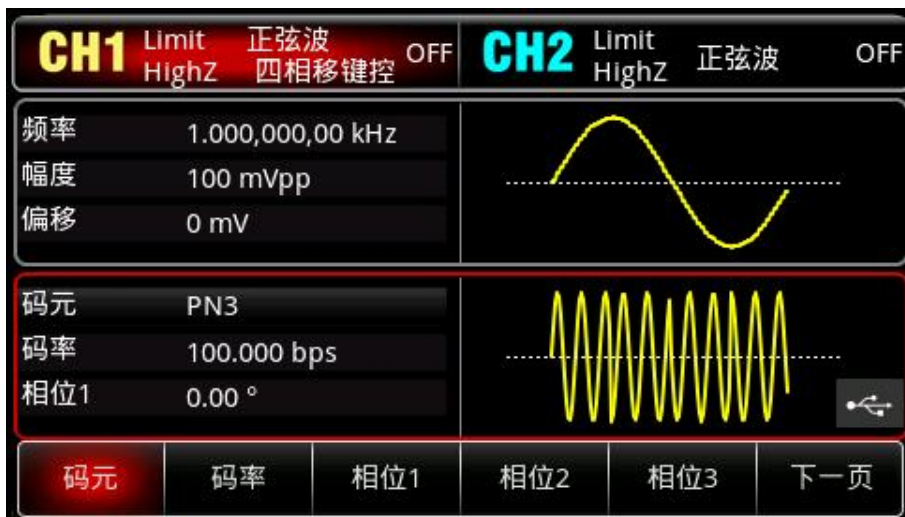 CH1 Limit 正弦波 OFF CH2 Limit 正弦波 OFF
HighZ 四相移键控 HighZ
频率 1.000,000,00 kHz
幅度 100 mVpp
偏移 0 mV
码元 PN3
码率 100.000 bps
相位1 0.00 °
码元 码率 相位1 相位2 相位3 下一页